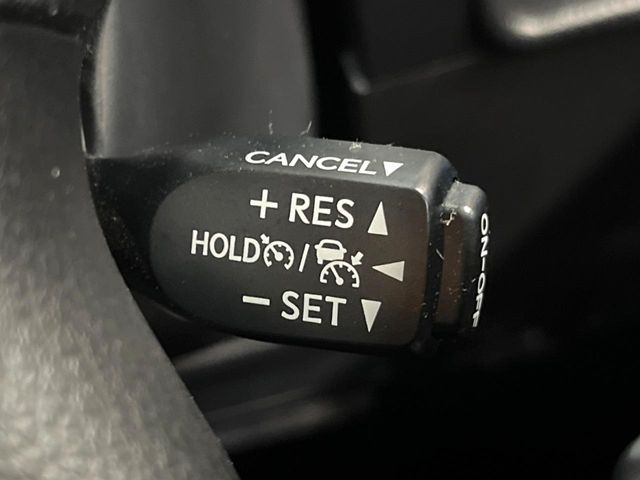 CANCEL▼
+ RES ▲
HOLD / ◀
− SET ▼
ON-OFF